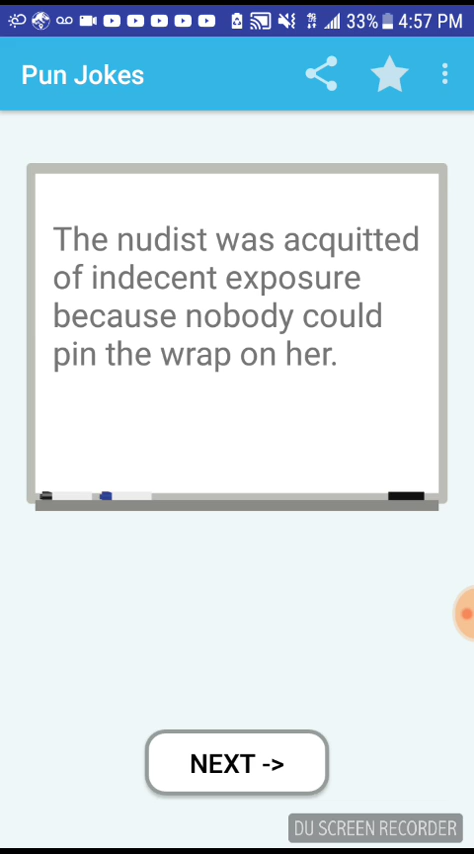 33% 4:57 PM
Pun Jokes
The nudist was acquitted
of indecent exposure
because nobody could
pin the wrap on her.
NEXT ->
DU SCREEN RECORDER